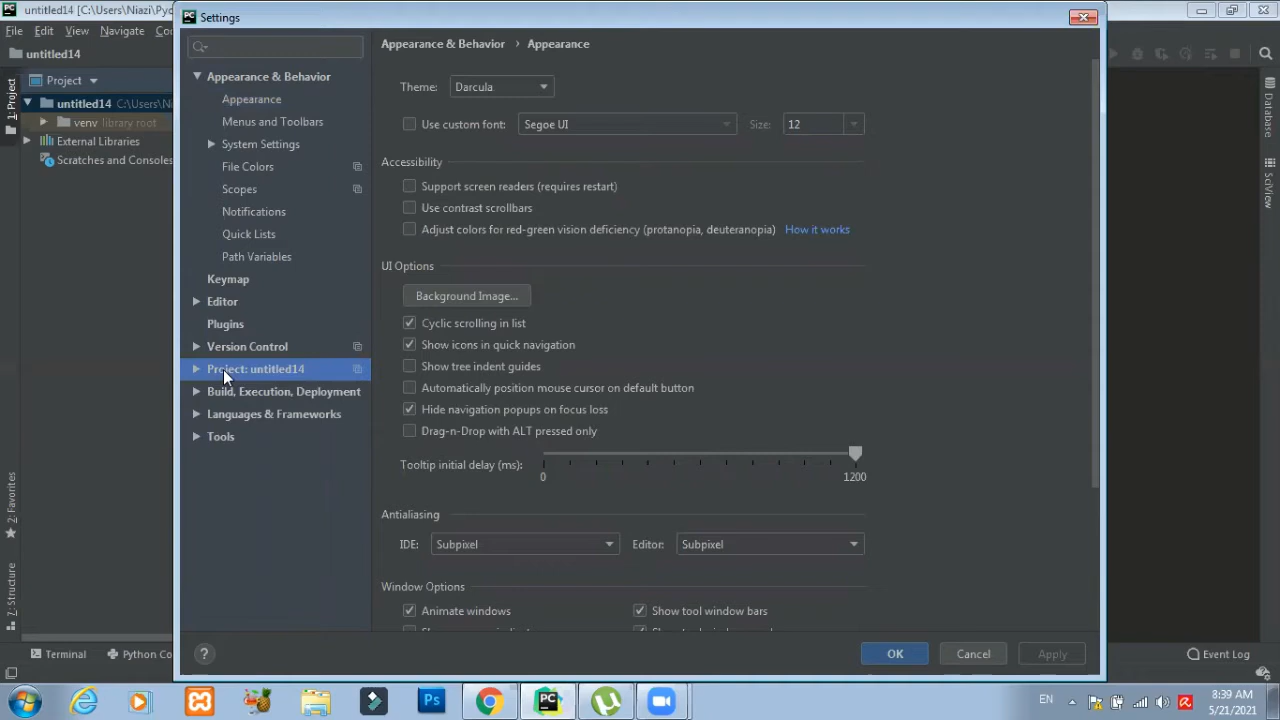 untitled14 [C:\Users\Niazi\Pyc
Settings
File Edit View Navigate Co
untitled14
Project
untitled14 C:\Users\N
venv library root
External Libraries
Scratches and Consoles
1: Project
2: Favorites
7: Structure
Appearance & Behavior
Appearance
Menus and Toolbars
System Settings
File Colors
Scopes
Notifications
Quick Lists
Path Variables
Keymap
Editor
Plugins
Version Control
Project: untitled14
Build, Execution, Deployment
Languages & Frameworks
Tools
Appearance & Behavior › Appearance
Theme: Darcula
Use custom font: Segoe UI Size: 12
Accessibility
Support screen readers (requires restart)
Use contrast scrollbars
Adjust colors for red-green vision deficiency (protanopia, deuteranopia) How it works
UI Options
Background Image...
Cyclic scrolling in list
Show icons in quick navigation
Show tree indent guides
Automatically position mouse cursor on default button
Hide navigation popups on focus loss
Drag-n-Drop with ALT pressed only
Tooltip initial delay (ms):
0 1200
Antialiasing
IDE: Subpixel Editor: Subpixel
Window Options
Animate windows Show tool window bars
? OK Cancel Apply
Database
SciView
Terminal Python Co Event Log
Ps PC EN 8:39 AM
5/21/2021